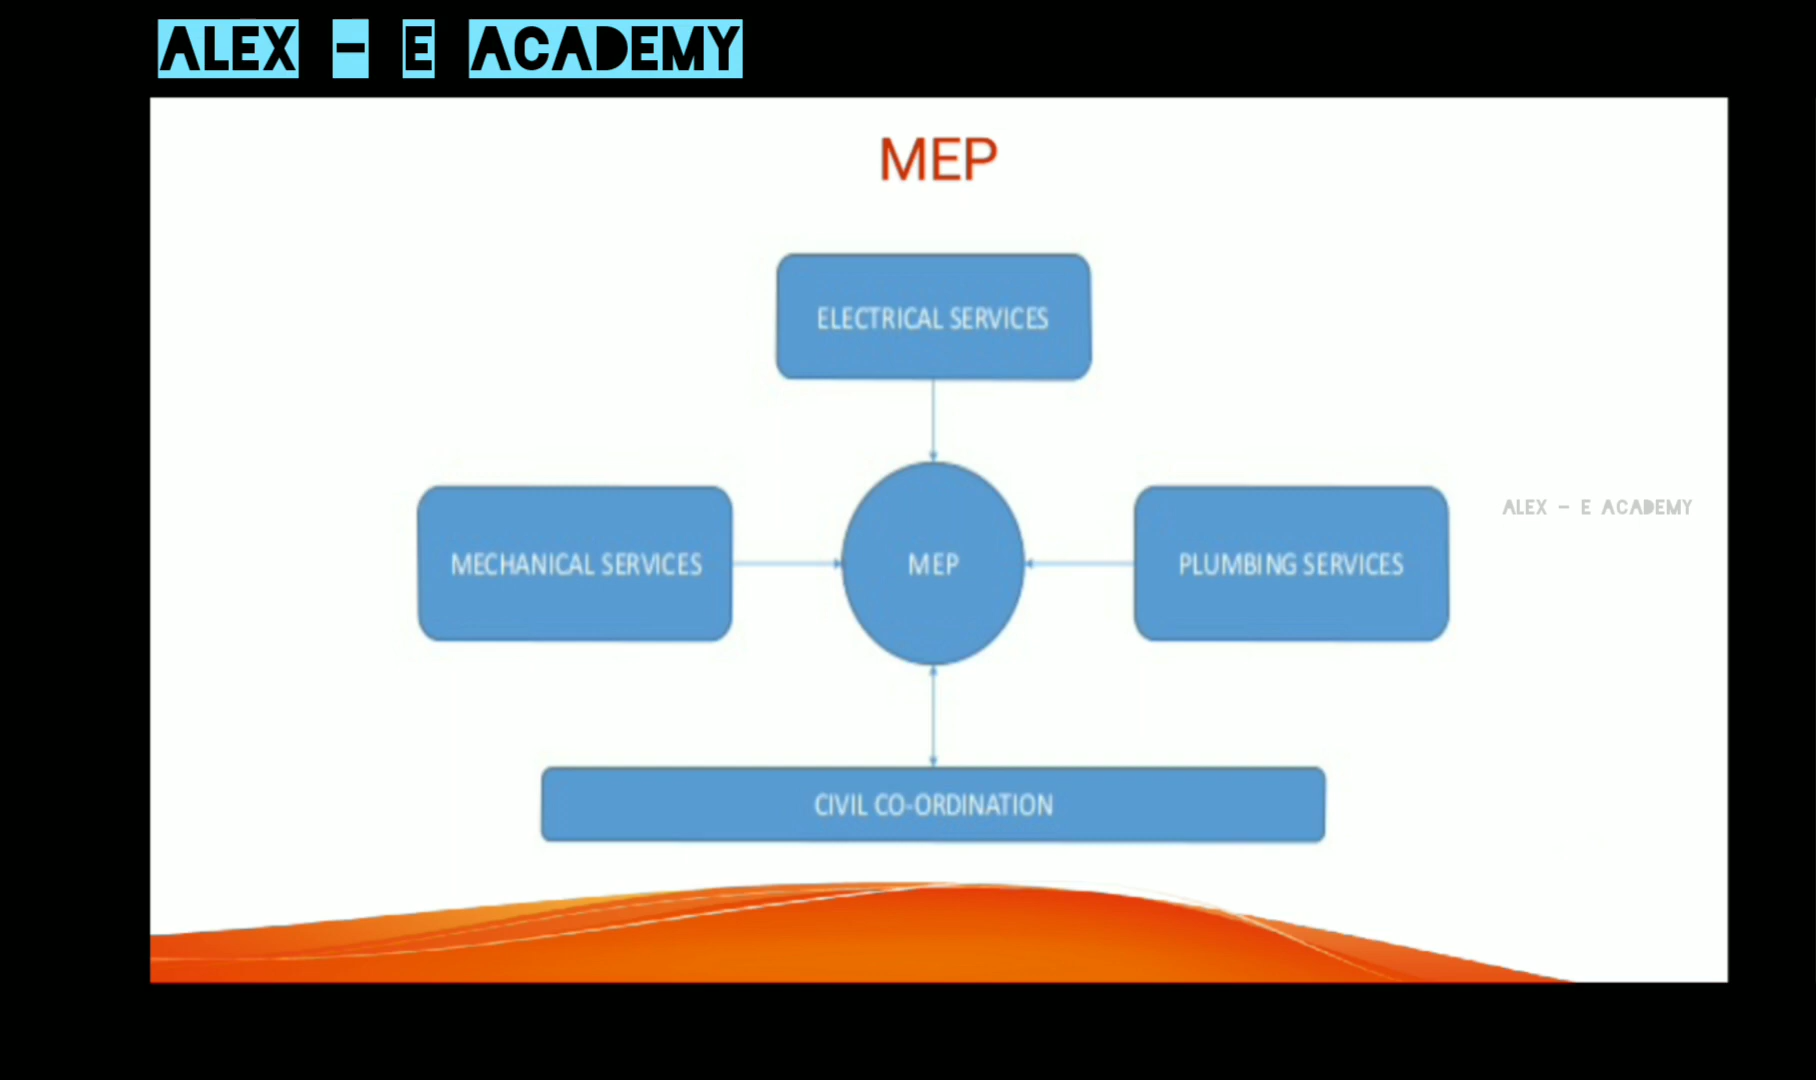 ALEX - E ACADEMY
MEP
ELECTRICAL SERVICES
MECHANICAL SERVICES
MEP
PLUMBING SERVICES
ALEX - E ACADEMY
CIVIL CO-ORDINATION